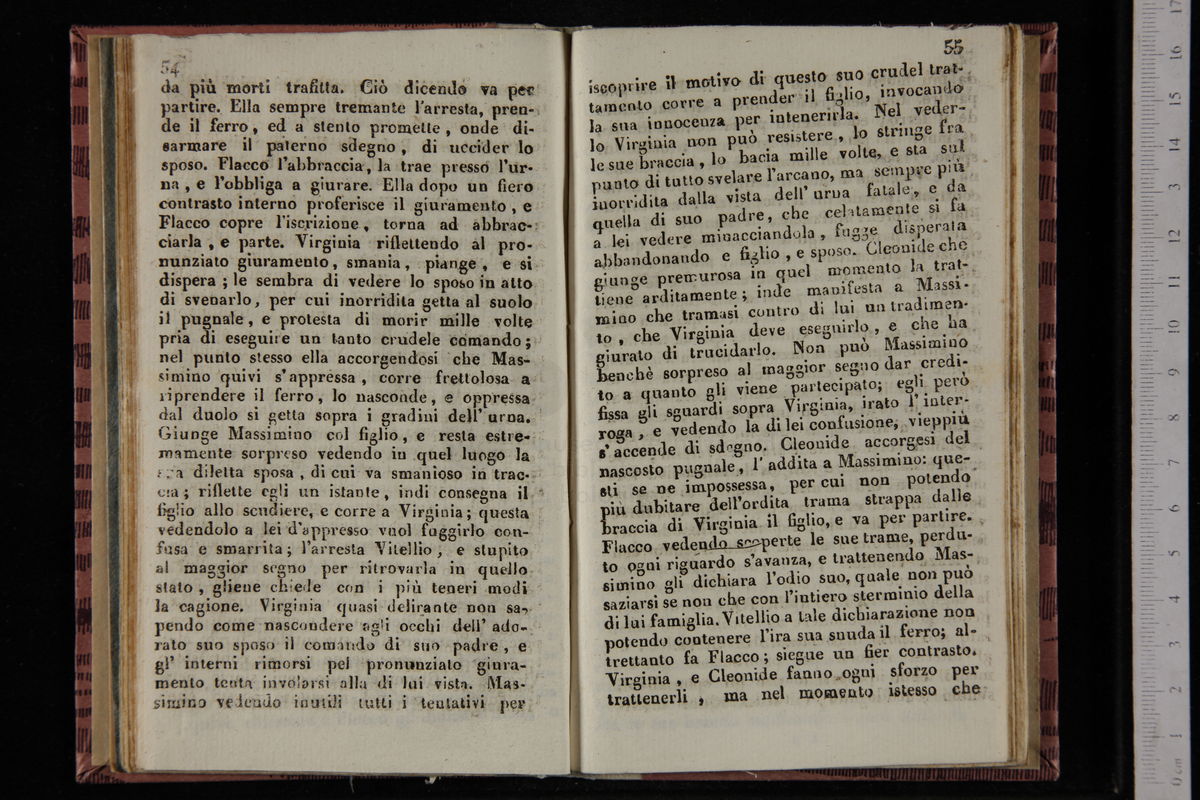 54
da più morti trafitta. Ciò dicendo va per
partire. Ella sempre tremante l'arresta, pren-
de il ferro, ed a stento promette, onde di-
sarmare il paterno sdegno, di uccider lo
sposo. Flacco l'abbraccia, la trae presso l'ur-
na, e l'obbliga a giurare. Ella dopo un fiero
contrasto interno proferisce il giuramento, e
Flacco copre l'iscrizione, torna ad abbrac-
ciarla, e parte. Virginia riflettendo al pro-
nunziato giuramento, smania, piange, e si
dispera; le sembra di vedere lo sposo in atto
di svenarlo, per cui inorridita getta al suolo
il pugnale, e protesta di morir mille volte
pria di eseguire un tanto crudele comando;
nel punto stesso ella accorgendosi che Mas-
simino quivi s'appressa, corre frettolosa a
riprendere il ferro, lo nasconde, e oppressa
dal duolo si getta sopra i gradini dell' urna.
Giunge Massimino col figlio, e resta estre-
mamente sorpreso vedendo in quel luogo la
diletta sposa, di cui va smanioso in trac-
cia; riflette egli un istante, indi consegna il
figlio allo scudiere, e corre a Virginia; questa
vedendolo a lei d'appresso vuol fuggirlo con-
fusa e smarrita; l'arresta Vitellio, e stupito
al maggior segno per ritrovarla in quello
stato, gliene chiede con i più teneri modi
la cagione. Virginia quasi delirante non sa-
pendo come nascondere agli occhi dell' ado-
rato suo sposo il comando di suo padre, e
gl' interni rimorsi pel pronunziato giura-
mento tenta involarsi alla di lui vista. Mas-
simino vedendo inutili tutti i tentativi per
55
iscoprire il motivo di questo suo crudel trat-
tamento corre a prender il figlio, invocando
la sua innocenza per intenerirla. Nel veder-
lo Virginia non può resistere, lo stringe fra
le sue braccia, lo bacia mille volte, e sta sul
punto di tutto svelare l'arcano, ma sempre più
inorridita dalla vista dell' urna fatale, e da
quella di suo padre, che celatamente si fa
a lei vedere minacciandola, fugge disperata
abbandonando e figlio, e sposo. Cleonide che
giunge premurosa in quel momento la trat-
tiene arditamente; inde manifesta a Massi-
mino che tramasi contro di lui un tradimen-
to, che Virginia deve eseguirlo, e che ha
giurato di trucidarlo. Non può Massimino
benchè sorpreso al maggior segno dar credi-
to a quanto gli viene partecipato; egli però
fissa gli sguardi sopra Virginia, irato l' inter-
roga, e vedendo la di lei confusione, vieppiù
s' accende di sdegno. Cleonide accorgesi del
nascosto pugnale, l' addita a Massimino: que-
sti se ne impossessa, per cui non potendo
più dubitare dell'ordita trama strappa dalle
braccia di Virginia il figlio, e va per partire.
Flacco vedendo scoperte le sue trame, perdu-
to ogni riguardo s'avanza, e trattenendo Mas-
simino gli dichiara l'odio suo, quale non può
saziarsi se non che con l'intiero sterminio della
di lui famiglia. Vitellio a tale dichiarazione non
potendo contenere l'ira sua snuda il ferro; al-
trettanto fa Flacco; siegue un fier contrasto.
Virginia, e Cleonide fanno ogni sforzo per
trattenerli, ma nel momento istesso che